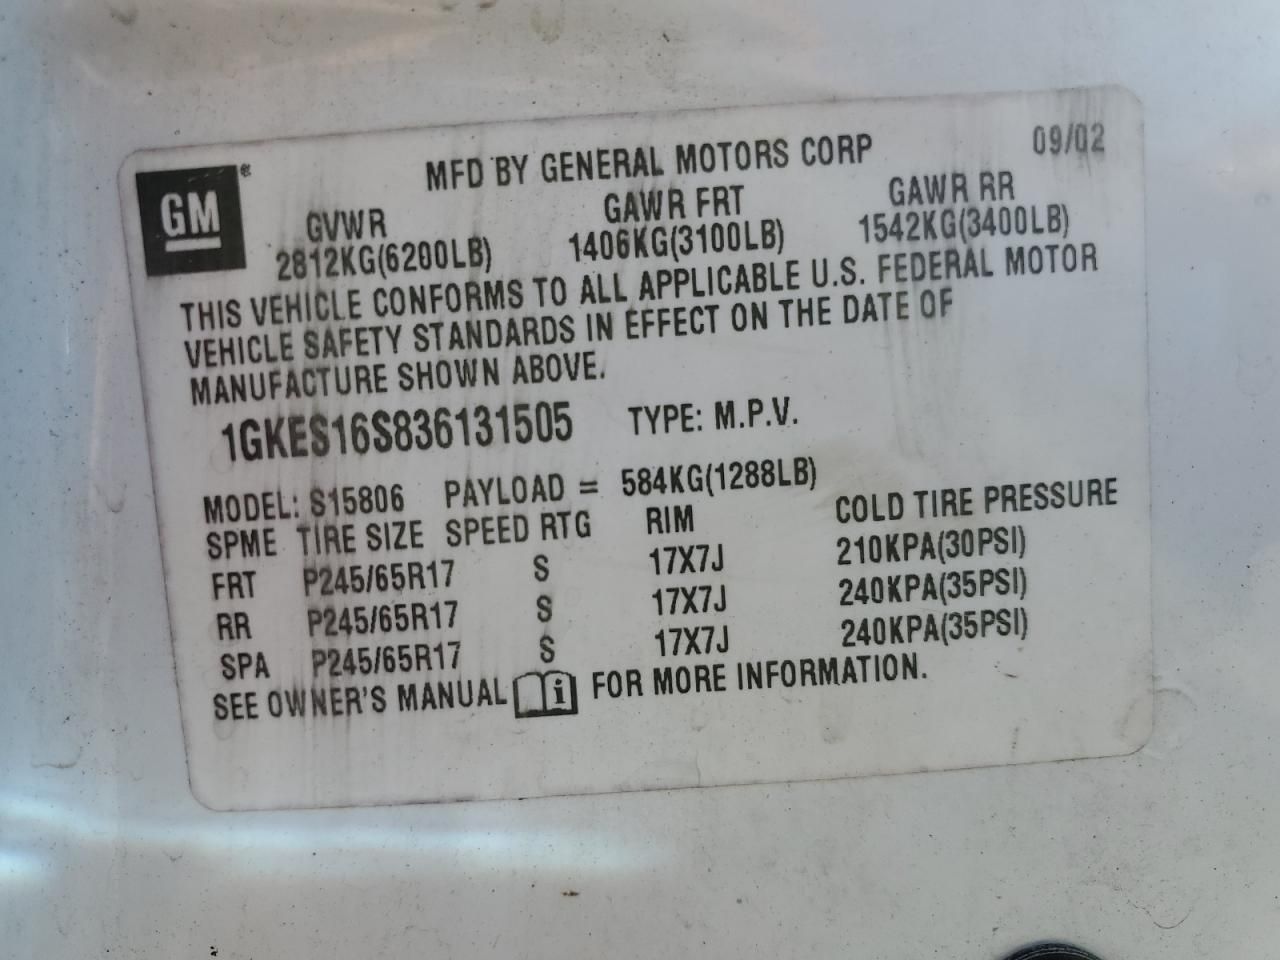 GM
MFD BY GENERAL MOTORS CORP 09/02
GVWR GAWR FRT GAWR RR
2812KG(6200LB) 1406KG(3100LB) 1542KG(3400LB)
THIS VEHICLE CONFORMS TO ALL APPLICABLE U.S. FEDERAL MOTOR
VEHICLE SAFETY STANDARDS IN EFFECT ON THE DATE OF
MANUFACTURE SHOWN ABOVE.
1GKES16S836131505 TYPE: M.P.V.
MODEL: S15806 PAYLOAD = 584KG(1288LB)
SPME TIRE SIZE SPEED RTG RIM COLD TIRE PRESSURE
FRT P245/65R17 S 17X7J 210KPA(30PSI)
RR P245/65R17 S 17X7J 240KPA(35PSI)
SPA P245/65R17 S 17X7J 240KPA(35PSI)
SEE OWNER'S MANUAL i FOR MORE INFORMATION.